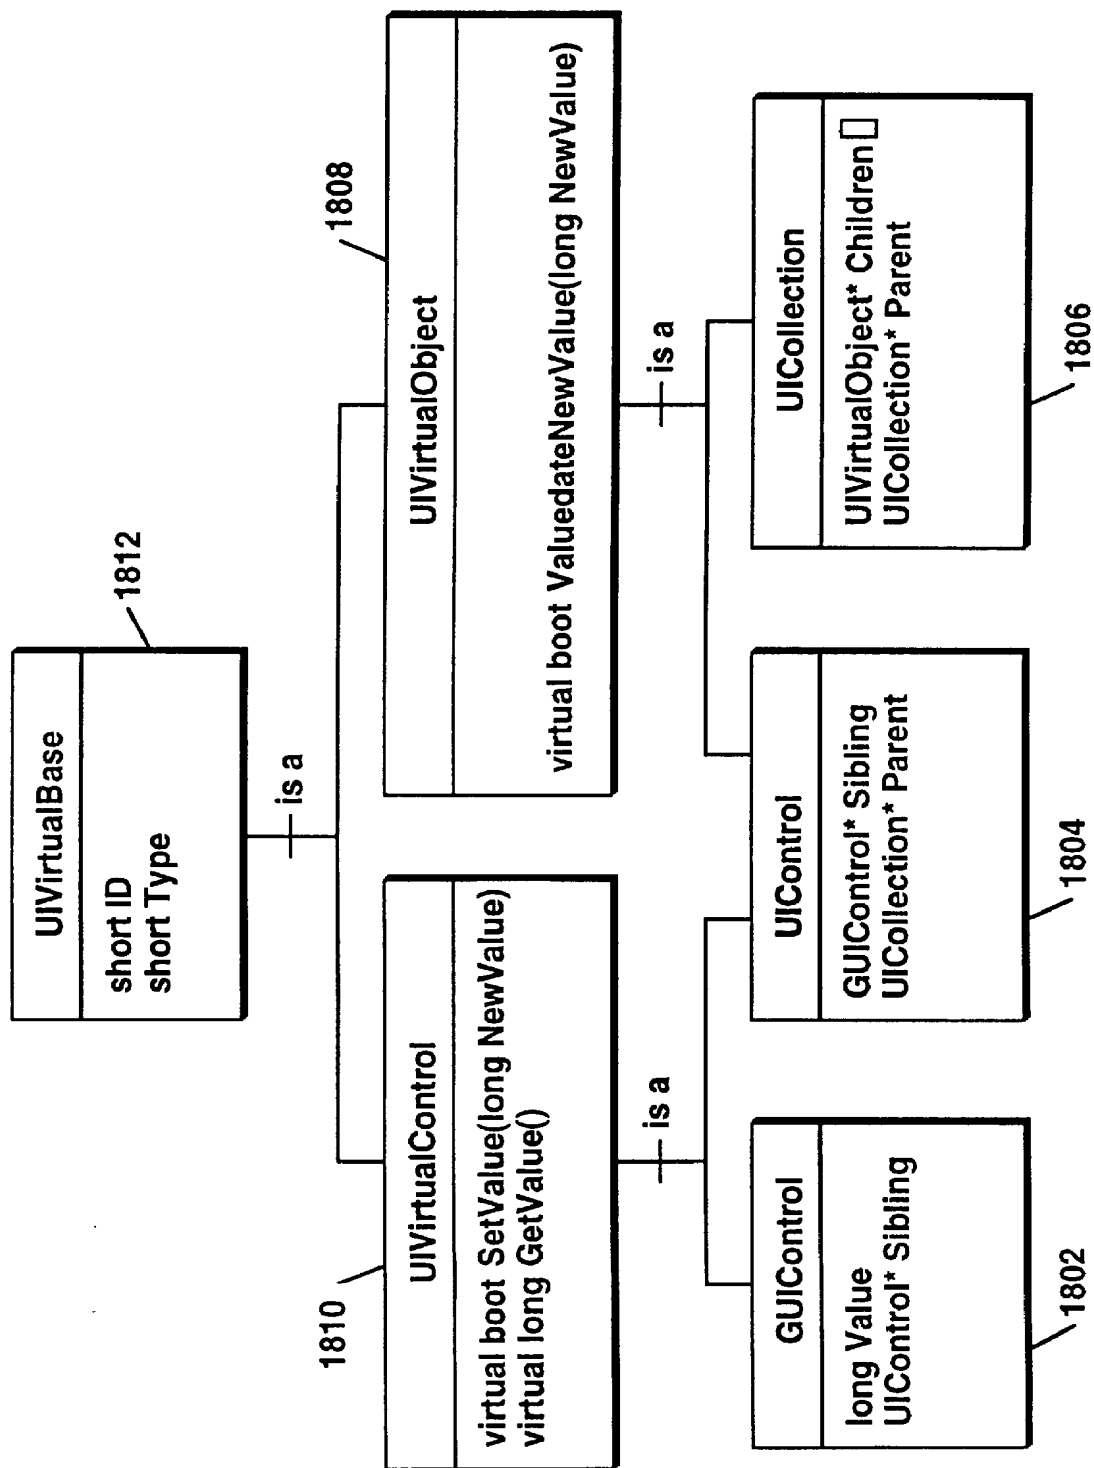 UIVirtualBase
short ID
short Type
1812
is a
1810
UIVirtualControl
virtual boot SetValue(long NewValue)
virtual long GetValue()
1808
UIVirtualObject
virtual boot ValuedateNewValue(long NewValue)
is a
is a
GUIControl
long Value
UIControl* Sibling
1802
UIControl
GUIControl* Sibling
UICollection* Parent
1804
UICollection
UIVirtualObject* Children[]
UICollection* Parent
1806